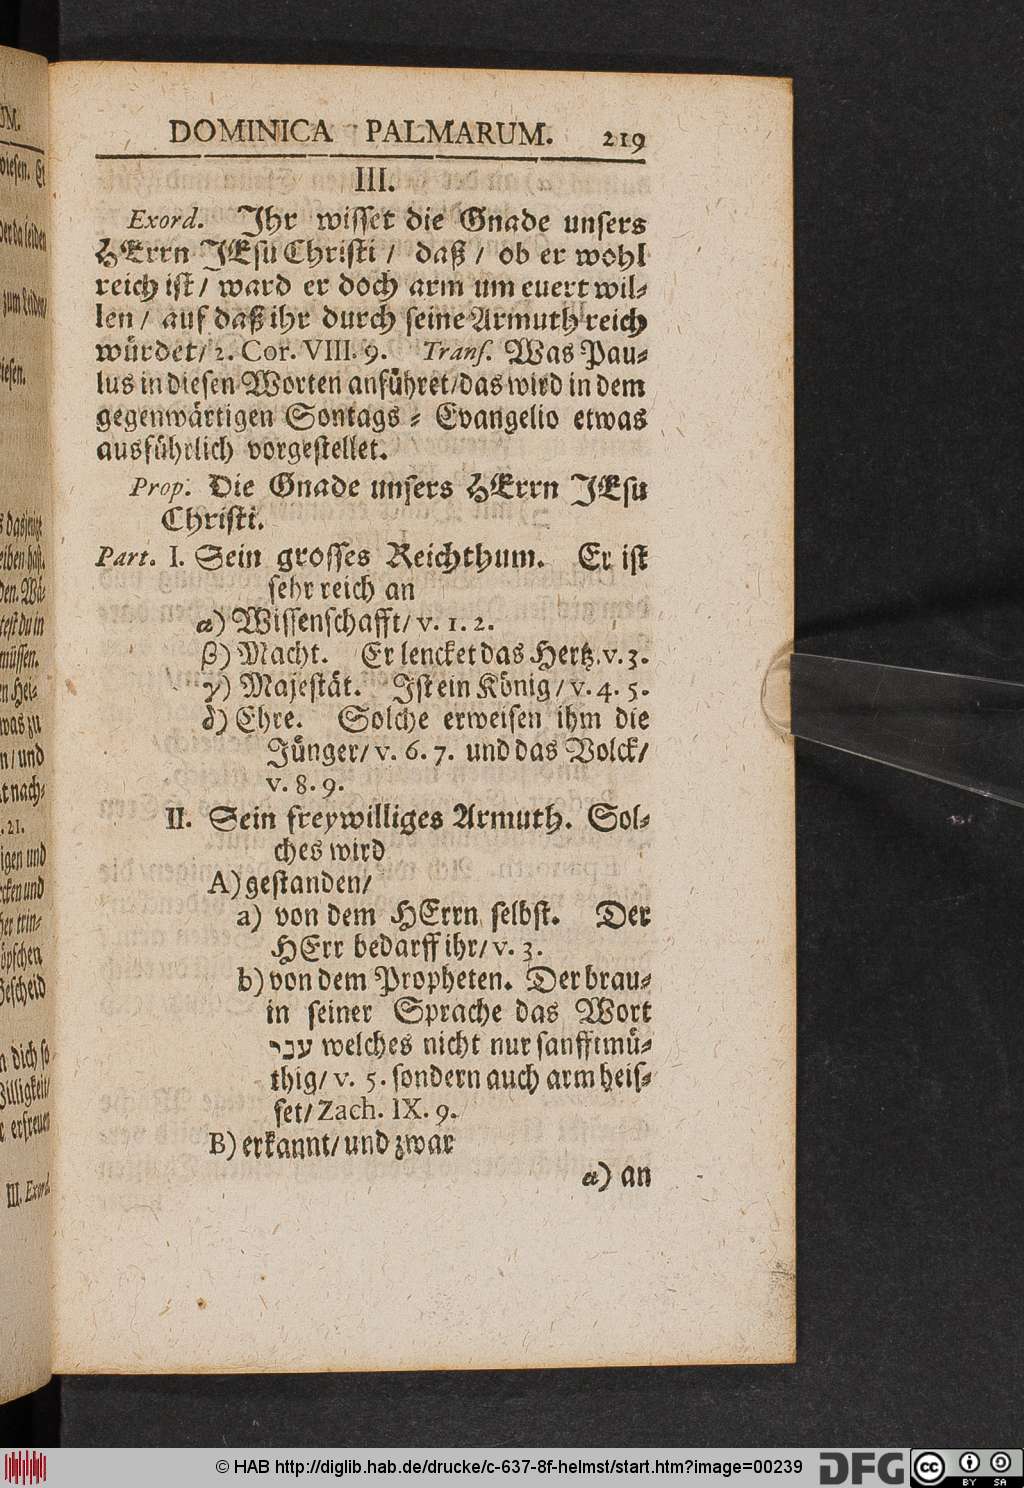 DOMINICA PALMARUM. 219
III.
Exord. Ihr wisset die Gnade unsers
HErrn JEsu Christi / daß / ob er wohl
reich ist / ward er doch arm um euert wil-
len / auf daß ihr durch seine Armuth reich
würdet / 2. Cor. VIII. 9. Trans. Was Pau-
lus in diesen Worten anführet / das wird in dem
gegenwärtigen Sontags - Evangelio etwas
ausführlich vorgestellet.
Prop. Die Gnade unsers HErrn JEsu
Christi.
Part. I. Sein grosses Reichthum. Er ist
sehr reich an
α) Wissenschafft / v. 1. 2.
β) Macht. Er lencket das Hertz. v. 3.
γ) Majestät. Ist ein König / v. 4. 5.
δ) Ehre. Solche erweisen ihm die
Jünger / v. 6. 7. und das Volck /
v. 8. 9.
II. Sein freywilliges Armuth. Sol-
ches wird
A) gestanden /
a) von dem HErrn selbst. Der
HErr bedarff ihr / v. 3.
b) von dem Propheten. Der brau-
in seiner Sprache das Wort
עני welches nicht nur sanfftmü-
thig / v. 5. sondern auch arm heis-
set / Zach. IX. 9.
B) erkannt / und zwar
α) an
III. Exord.
© HAB http://diglib.hab.de/drucke/c-637-8f-helmst/start.htm?image=00239
DFG
cc BY SA